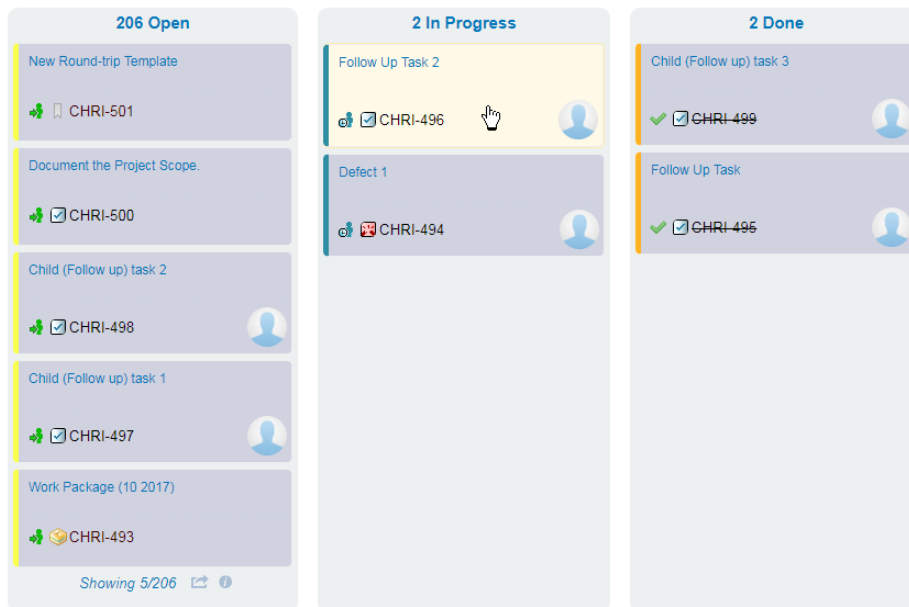 206 Open
New Round-trip Template
CHRI-501
Document the Project Scope.
CHRI-500
Child (Follow up) task 2
CHRI-498
Child (Follow up) task 1
CHRI-497
Work Package (10 2017)
CHRI-493
Showing 5/206
2 In Progress
Follow Up Task 2
CHRI-496
Defect 1
CHRI-494
2 Done
Child (Follow up) task 3
CHRI-499
Follow Up Task
CHRI-495